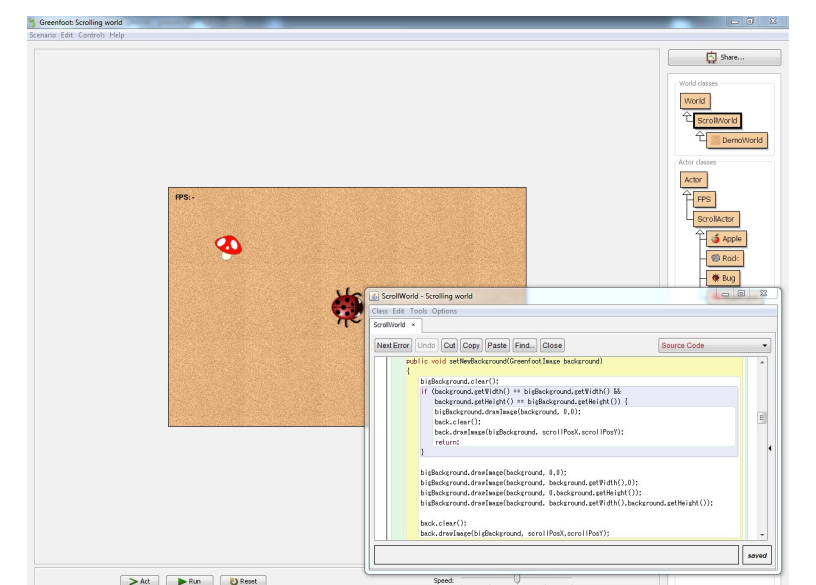 Greenfoot: Scrolling world
Scenario Edit Controls Help
Share...
World classes
World
ScrollWorld
DemoWorld
Actor classes
Actor
FPS
ScrollActor
Apple
Rock
Bug
FPS:-
ScrollWorld - Scrolling world
Class Edit Tools Options
ScrollWorld ×
Next Error Undo Cut Copy Paste Find... Close Source Code
public void setNewBackground(GreenfootImage background)
{
bigBackground.clear();
if (background.getWidth() == bigBackground.getWidth() &&
background.getHeight() == bigBackground.getHeight()) {
bigBackground.drawImage(background, 0,0);
back.clear();
back.drawImage(bigBackground, scrollPosX,scrollPosY);
return;
}
bigBackground.drawImage(background, 0,0);
bigBackground.drawImage(background, background.getWidth(),0);
bigBackground.drawImage(background, 0,background.getHeight());
bigBackground.drawImage(background, background.getWidth(),background.getHeight());
back.clear();
back.drawImage(bigBackground, scrollPosX,scrollPosY);
saved
Act Run Reset Speed: